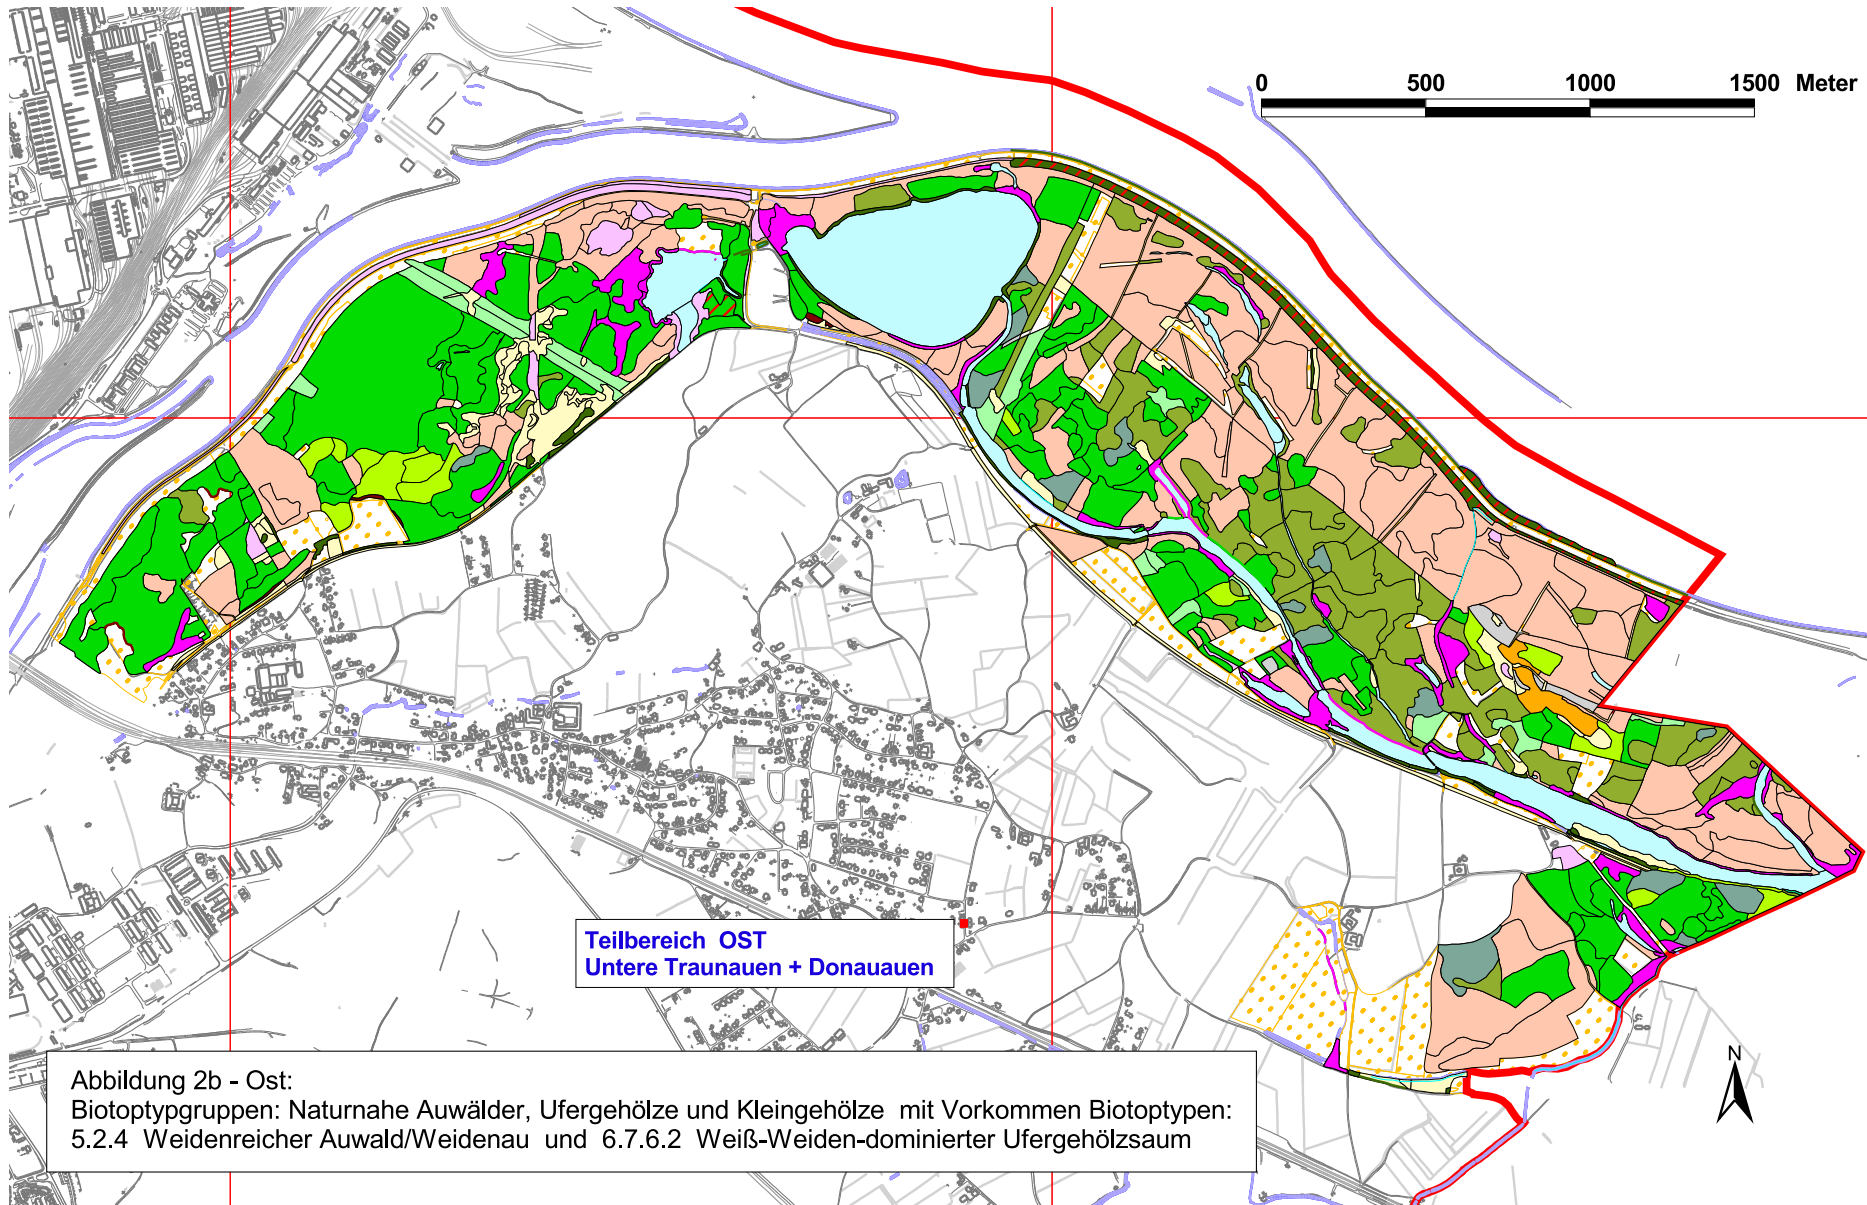 0 500 1000 1500 Meter
Teilbereich OST
Untere Traunauen + Donauauen
N
Abbildung 2b - Ost:
Biotoptypgruppen: Naturnahe Auwälder, Ufergehölze und Kleingehölze mit Vorkommen Biotoptypen:
5.2.4 Weidenreicher Auwald/Weidenau und 6.7.6.2 Weiß-Weiden-dominierter Ufergehölzsaum